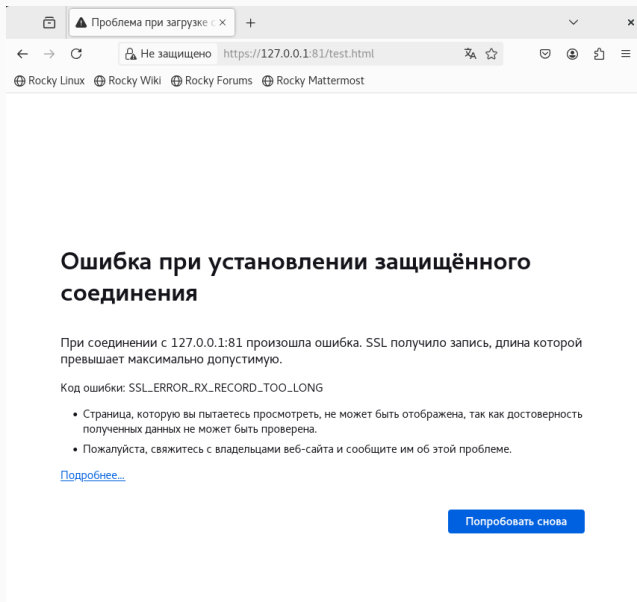 Проблема при загрузке с
Не защищено https://127.0.0.1:81/test.html
Rocky Linux Rocky Wiki Rocky Forums Rocky Mattermost
Ошибка при установлении защищённого
соединения
При соединении с 127.0.0.1:81 произошла ошибка. SSL получило запись, длина которой
превышает максимально допустимую.
Код ошибки: SSL_ERROR_RX_RECORD_TOO_LONG
• Страница, которую вы пытаетесь просмотреть, не может быть отображена, так как достоверность
полученных данных не может быть проверена.
• Пожалуйста, свяжитесь с владельцами веб-сайта и сообщите им об этой проблеме.
Подробнее...
Попробовать снова